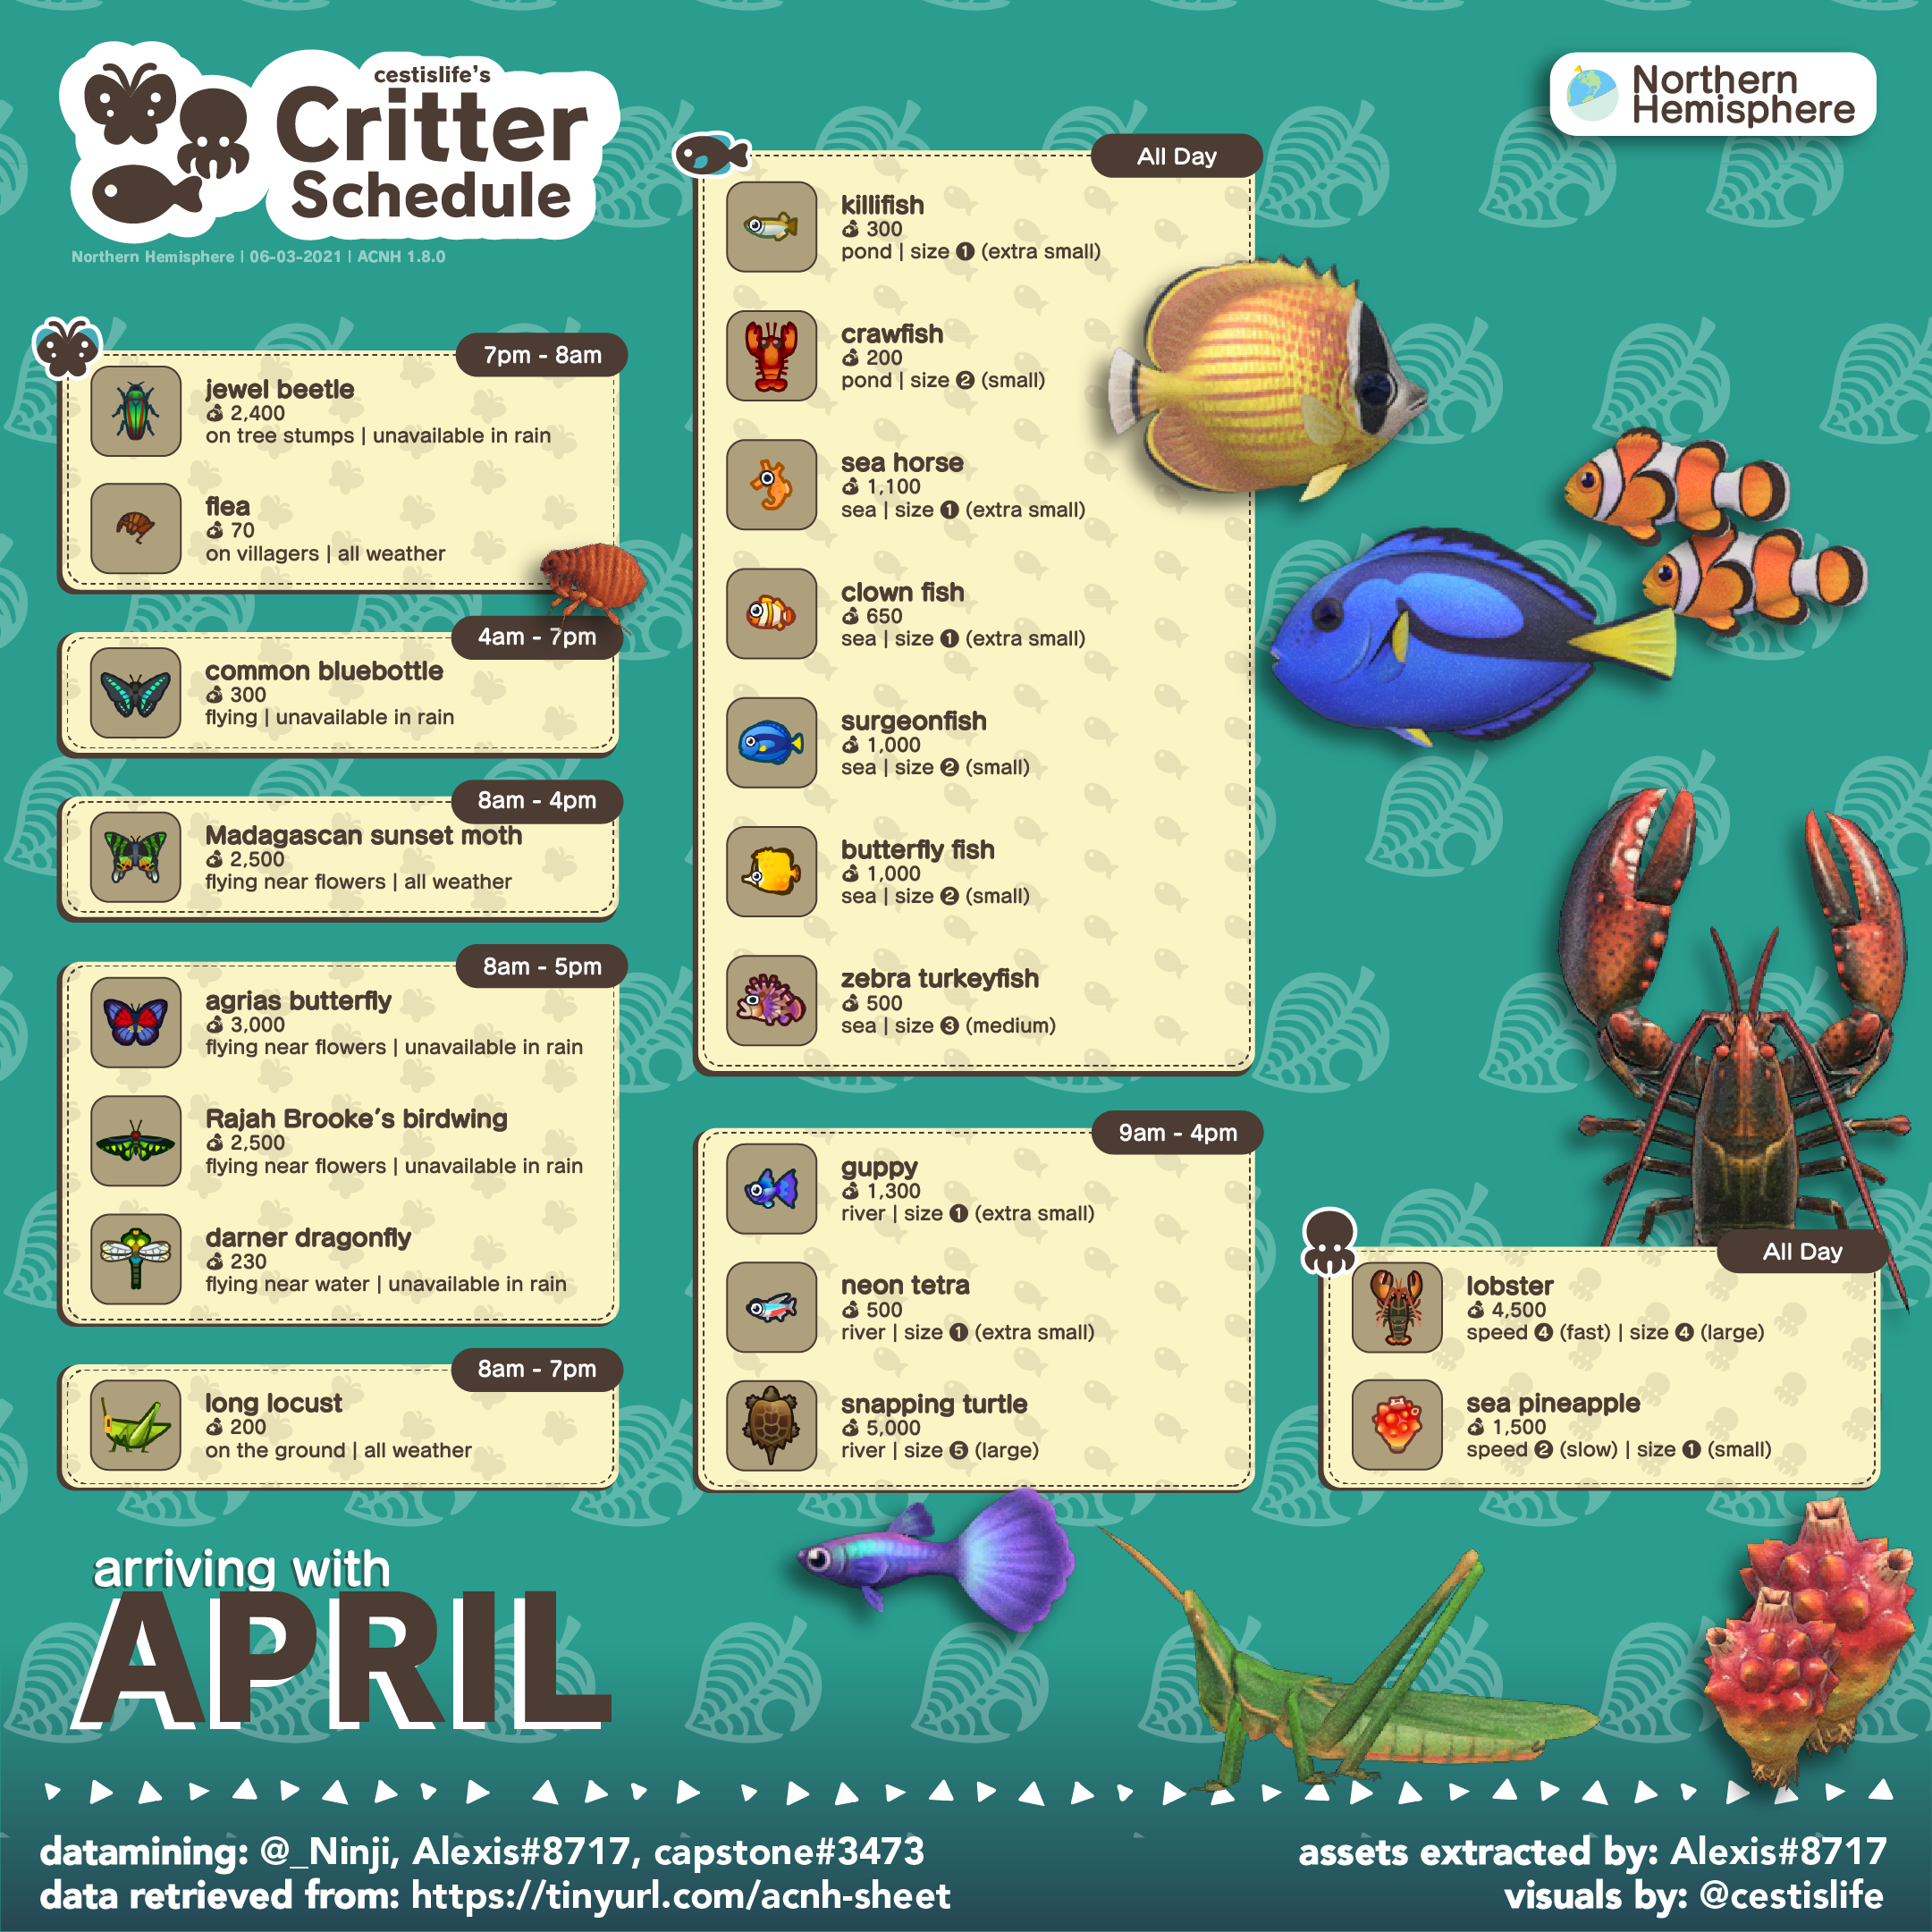 cestislife's
Critter
Schedule
Northern Hemisphere | 06-03-2021 | ACNH 1.8.0
Northern
Hemisphere
7pm - 8am
jewel beetle
2,400
on tree stumps | unavailable in rain
flea
70
on villagers | all weather
4am - 7pm
common bluebottle
300
flying | unavailable in rain
8am - 4pm
Madagascan sunset moth
2,500
flying near flowers | all weather
8am - 5pm
agrias butterfly
3,000
flying near flowers | unavailable in rain
Rajah Brooke's birdwing
2,500
flying near flowers | unavailable in rain
darner dragonfly
230
flying near water | unavailable in rain
8am - 7pm
long locust
200
on the ground | all weather
All Day
killifish
300
pond | size 1 (extra small)
crawfish
200
pond | size 2 (small)
sea horse
1,100
sea | size 1 (extra small)
clown fish
650
sea | size 1 (extra small)
surgeonfish
1,000
sea | size 2 (small)
butterfly fish
1,000
sea | size 2 (small)
zebra turkeyfish
500
sea | size 3 (medium)
9am - 4pm
guppy
1,300
river | size 1 (extra small)
neon tetra
500
river | size 1 (extra small)
snapping turtle
5,000
river | size 5 (large)
All Day
lobster
4,500
speed 4 (fast) | size 4 (large)
sea pineapple
1,500
speed 2 (slow) | size 1 (small)
arriving with
APRIL
datamining: @_Ninji, Alexis#8717, capstone#3473
data retrieved from: https://tinyurl.com/acnh-sheet
assets extracted by: Alexis#8717
visuals by: @cestislife